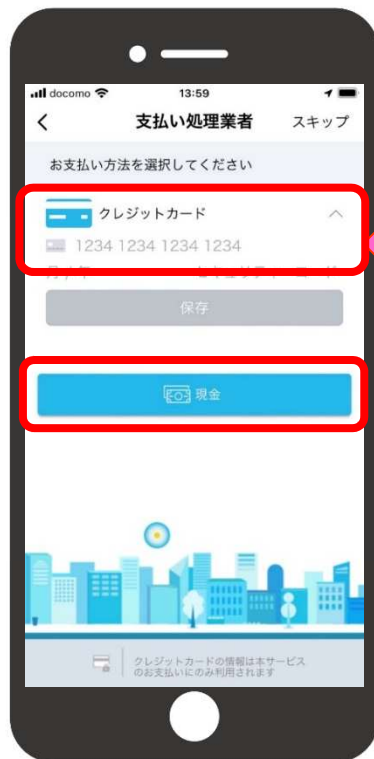 docomo 13:59
支払い処理業者 スキップ
お支払い方法を選択してください
クレジットカード
1234 1234 1234 1234
保存
現金
クレジットカードの情報は本サービス
のお支払いにのみ利用されます